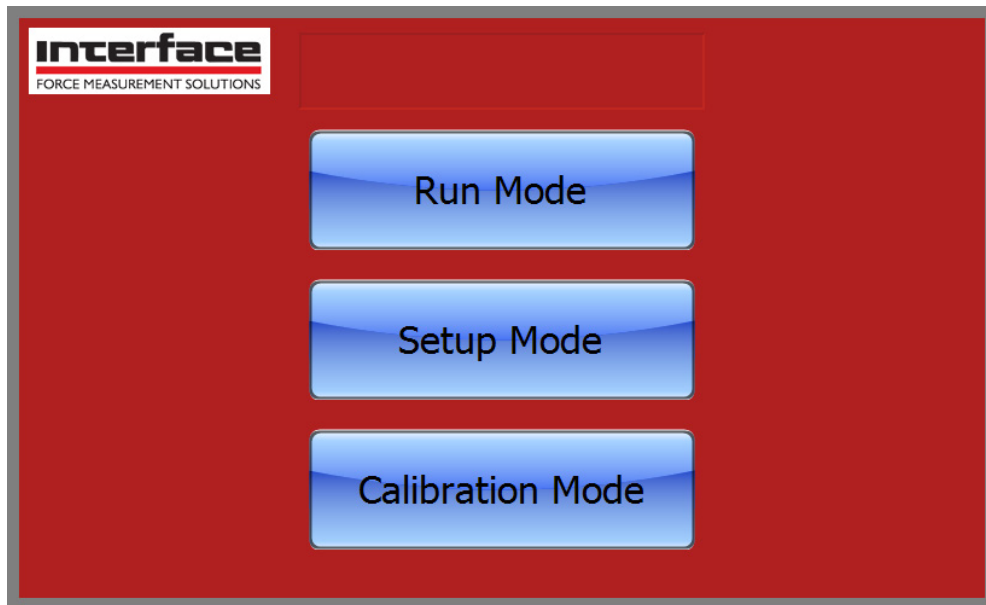 Interface
FORCE MEASUREMENT SOLUTIONS
Run Mode
Setup Mode
Calibration Mode